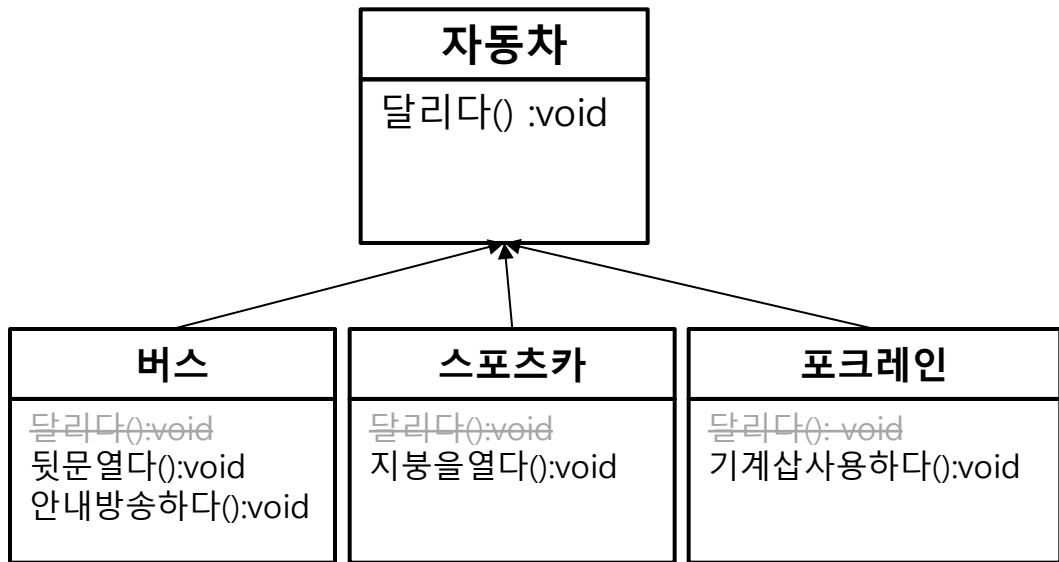 자동차
달리다() :void
버스
달리다():void
뒷문열다():void
안내방송하다():void
스포츠카
달리다():void
지붕을열다():void
포크레인
달리다(): void
기계삽사용하다():void